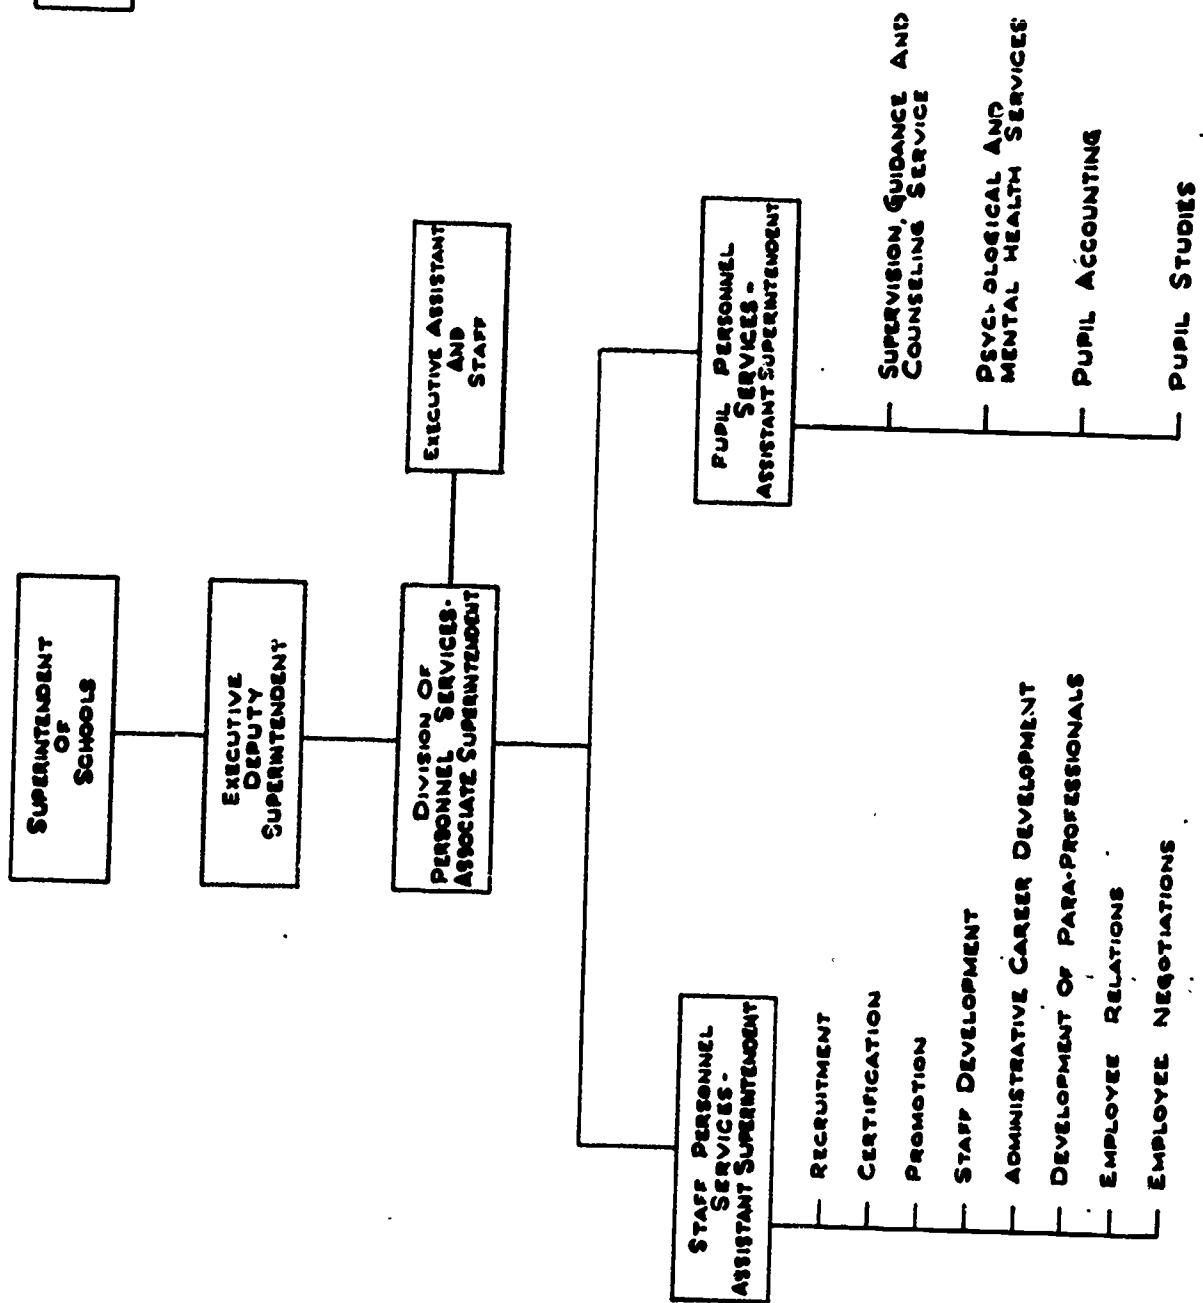 SUPERINTENDENT
OF
SCHOOLS
EXECUTIVE
DEPUTY
SUPERINTENDENT
DIVISION OF
PERSONNEL SERVICES-
ASSOCIATE SUPERINTENDENT
EXECUTIVE ASSISTANT
AND
STAFF
STAFF PERSONNEL
SERVICES-
ASSISTANT SUPERINTENDENT
RECRUITMENT
CERTIFICATION
PROMOTION
STAFF DEVELOPMENT
ADMINISTRATIVE CAREER DEVELOPMENT
DEVELOPMENT OF PARA-PROFESSIONALS
EMPLOYEE RELATIONS
EMPLOYEE NEGOTIATIONS
PUPIL PERSONNEL
SERVICES-
ASSISTANT SUPERINTENDENT
SUPERVISION, GUIDANCE AND
COUNSELING SERVICE
PSYCHOLOGICAL AND
MENTAL HEALTH SERVICES
PUPIL ACCOUNTING
PUPIL STUDIES